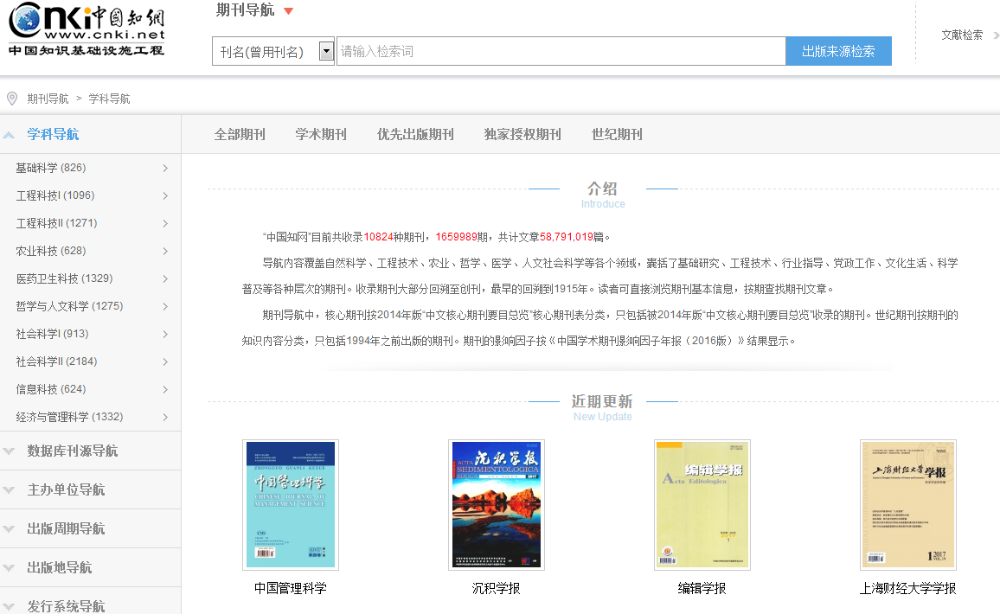 cnki中国知网
www.cnki.net
中国知识基础设施工程
期刊导航
刊名(曾用刊名)
请输入检索词
出版来源检索
文献检索
期刊导航 > 学科导航
学科导航
全部期刊 学术期刊 优先出版期刊 独家授权期刊 世纪期刊
基础科学 (826)
工程科技I (1096)
工程科技II (1271)
农业科技 (628)
医药卫生科技 (1329)
哲学与人文科学 (1275)
社会科学I (913)
社会科学II (2184)
信息科技 (624)
经济与管理科学 (1332)
数据库刊源导航
主办单位导航
出版周期导航
出版地导航
发行系统导航
介绍
Introduce
“中国知网”目前共收录10824种期刊，1659989期，共计文章58,791,019篇。
导航内容覆盖自然科学、工程技术、农业、哲学、医学、人文社会科学等各个领域，囊括了基础研究、工程技术、行业指导、党政工作、文化生活、科学
普及等各种层次的期刊。收录期刊大部分回溯至创刊，最早的回溯到1915年。读者可直接浏览期刊基本信息，按期查找期刊文章。
期刊导航中，核心期刊按2014年版“中文核心期刊要目总览”核心期刊表分类，只包括被2014年版“中文核心期刊要目总览”收录的期刊。世纪期刊按期刊的
知识内容分类，只包括1994年之前出版的期刊。期刊的影响因子按《中国学术期刊影响因子年报（2016版）》结果显示。
近期更新
New Update
ZHONGGUO GUANLI KEXUE
中国管理科学
CHINESE JOURNAL OF
MANAGEMENT SCIENCE
中国管理科学
沉积学报
ACTA
SEDIMENTOLOGICA
2017
沉积学报
编辑学报
Acta Editologica
2017
1
编辑学报
上海财经大学学报
1 2017
上海财经大学学报